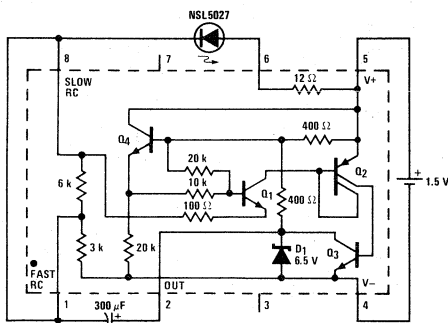 NSL5027
8
7
6
5
SLOW
RC
12 Ω
V+
Q4
400 Ω
20 k
Q2
6 k
10 k
Q1
100 Ω
400 Ω
1.5 V
+
3 k
20 k
D1
6.5 V
Q3
FAST
RC
OUT
V−
1
300 μF
+
2
3
4